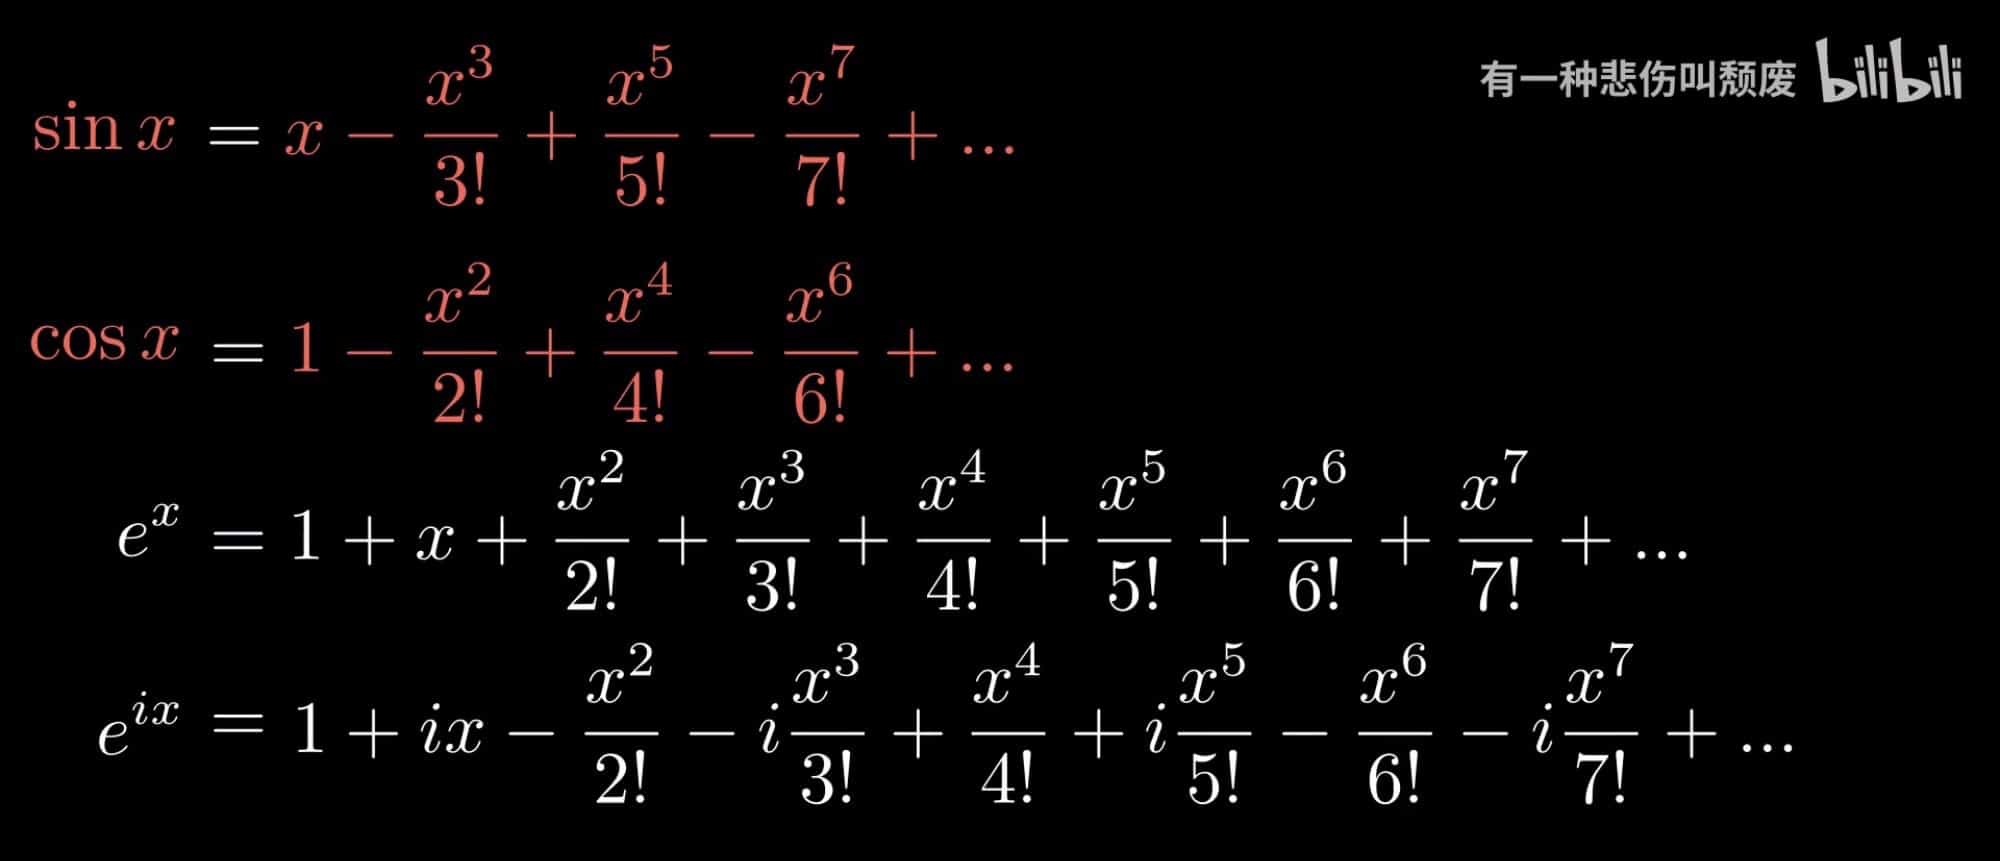 有一种悲伤叫颓废 bilibili
sin x = x − x³/3! + x⁵/5! − x⁷/7! + ...
cos x = 1 − x²/2! + x⁴/4! − x⁶/6! + ...
eˣ = 1 + x + x²/2! + x³/3! + x⁴/4! + x⁵/5! + x⁶/6! + x⁷/7! + ...
eⁱˣ = 1 + ix − x²/2! − i x³/3! + x⁴/4! + i x⁵/5! − x⁶/6! − i x⁷/7! + ...